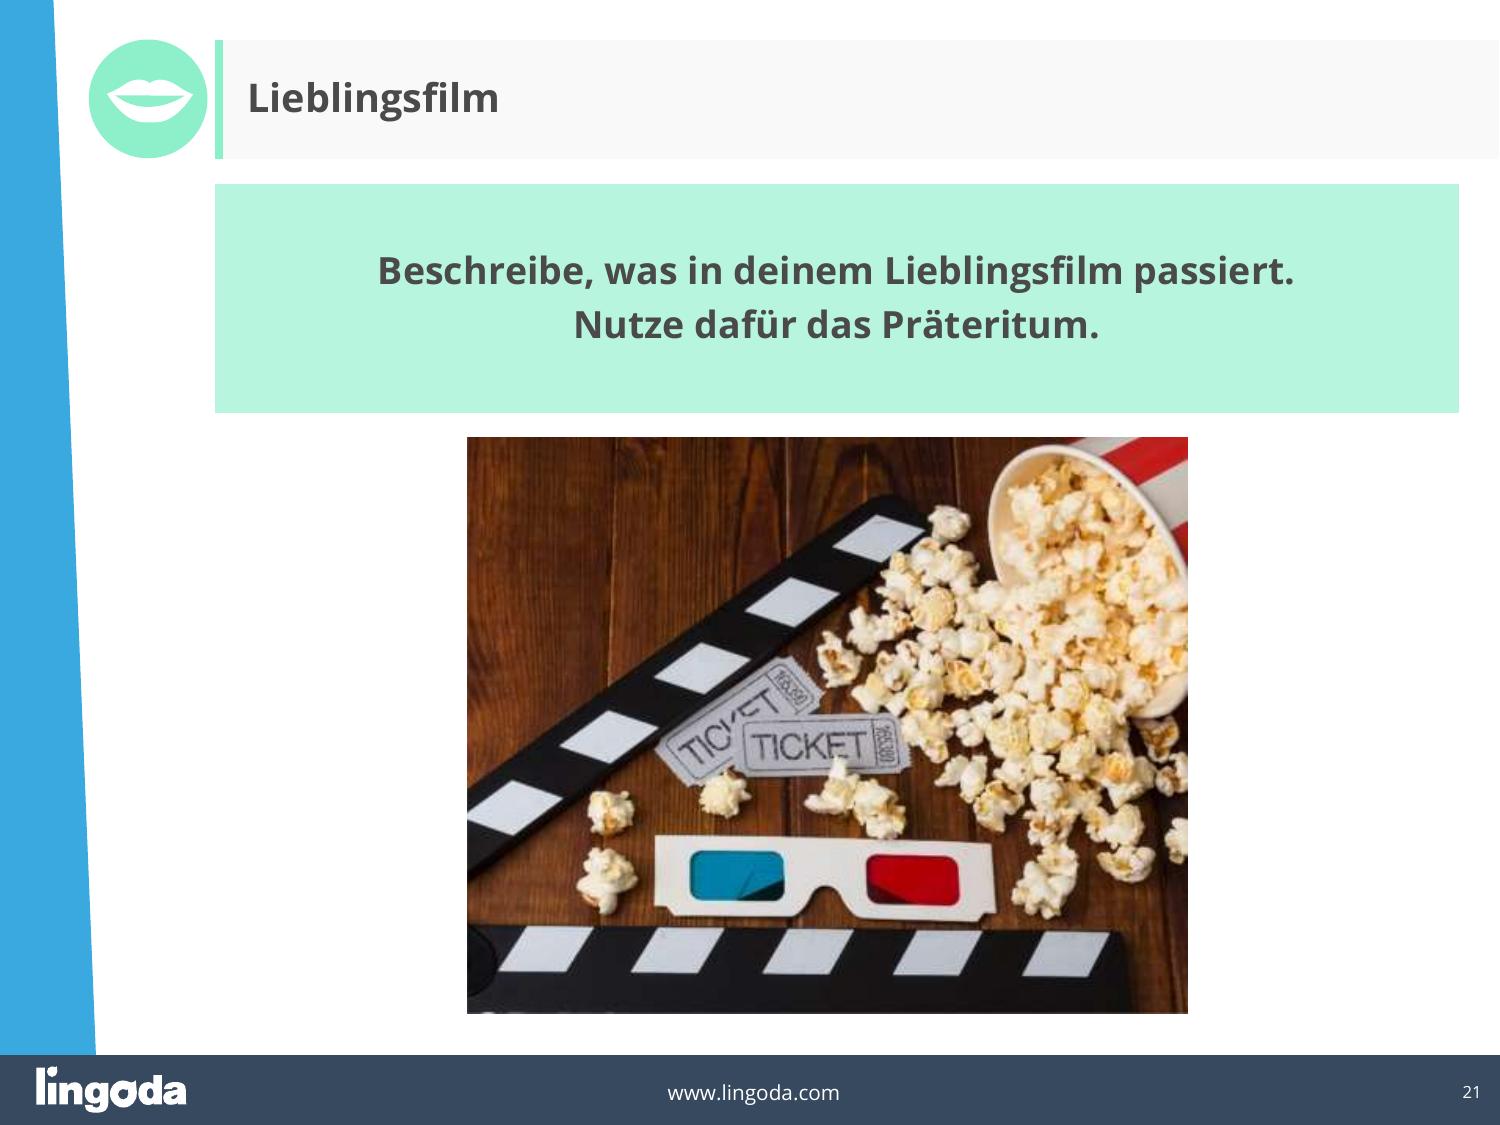 Lieblingsfilm
Beschreibe, was in deinem Lieblingsfilm passiert.
Nutze dafür das Präteritum.
TICKET
TICKET
lingoda
www.lingoda.com
21